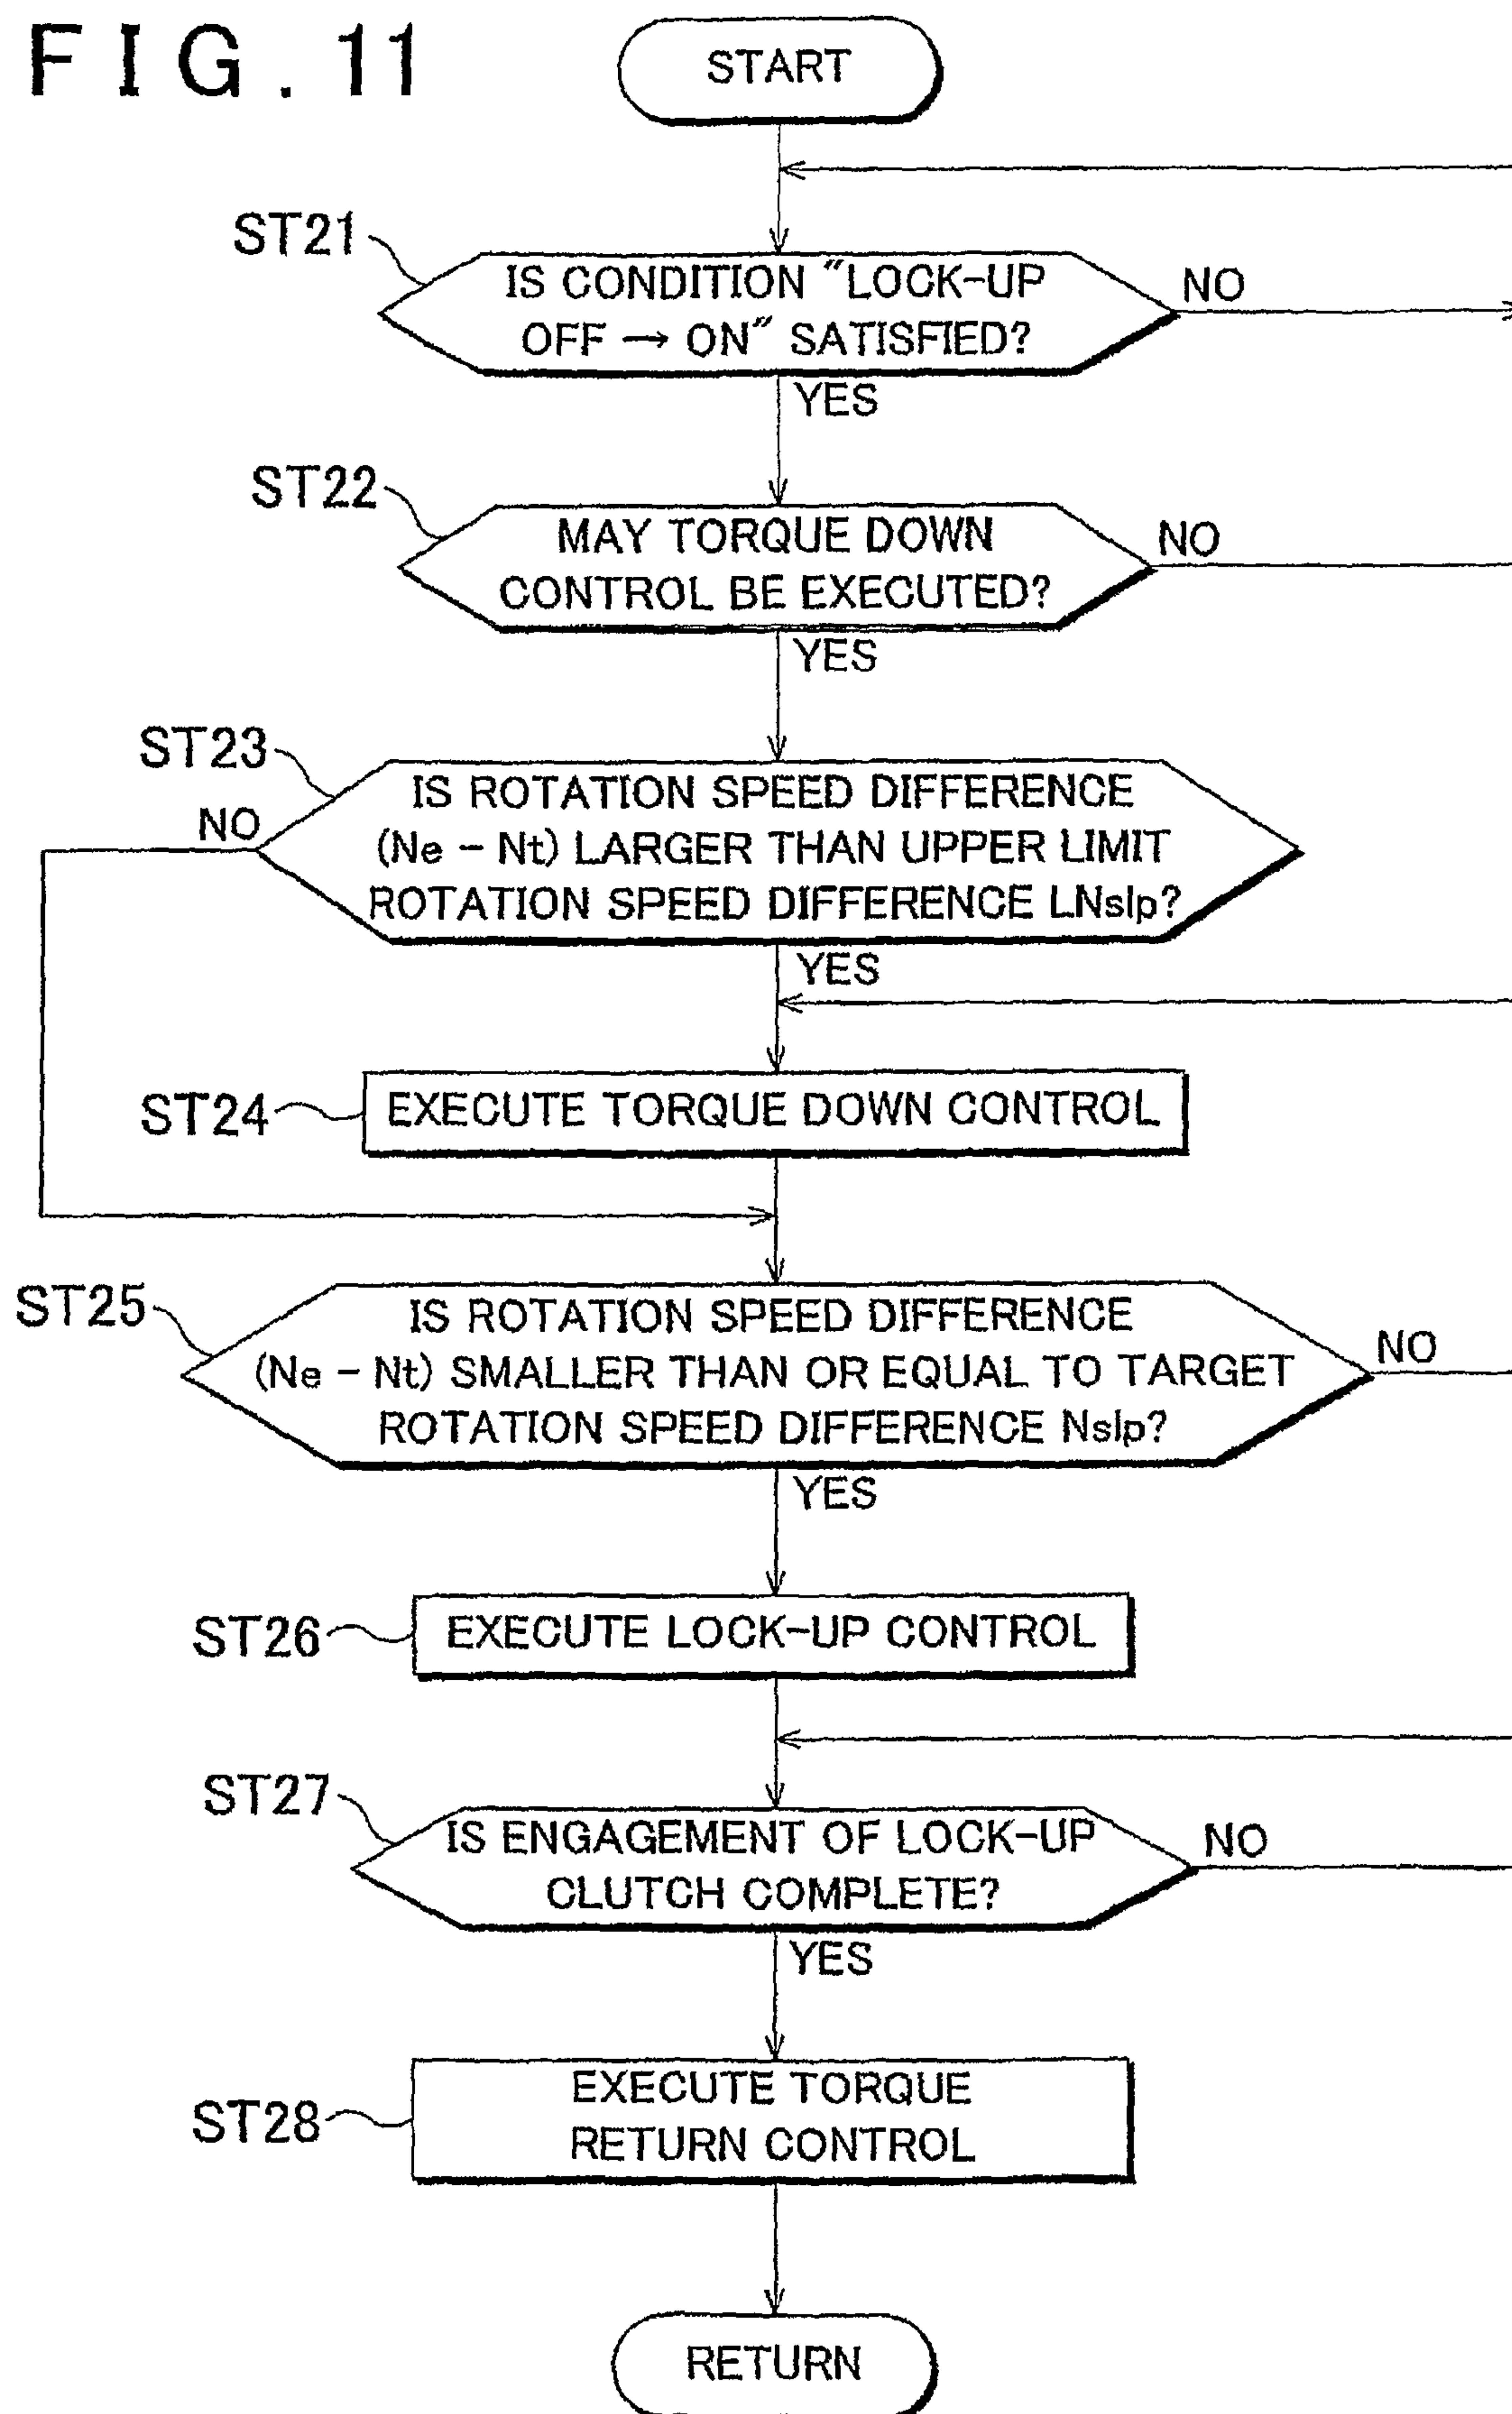 FIG. 11
START
ST21
IS CONDITION "LOCK-UP
OFF → ON" SATISFIED?
NO
YES
ST22
MAY TORQUE DOWN
CONTROL BE EXECUTED?
NO
YES
ST23
IS ROTATION SPEED DIFFERENCE
(Ne - Nt) LARGER THAN UPPER LIMIT
ROTATION SPEED DIFFERENCE LNslp?
NO
YES
ST24
EXECUTE TORQUE DOWN CONTROL
ST25
IS ROTATION SPEED DIFFERENCE
(Ne - Nt) SMALLER THAN OR EQUAL TO TARGET
ROTATION SPEED DIFFERENCE Nslp?
NO
YES
ST26
EXECUTE LOCK-UP CONTROL
ST27
IS ENGAGEMENT OF LOCK-UP
CLUTCH COMPLETE?
NO
YES
ST28
EXECUTE TORQUE
RETURN CONTROL
RETURN